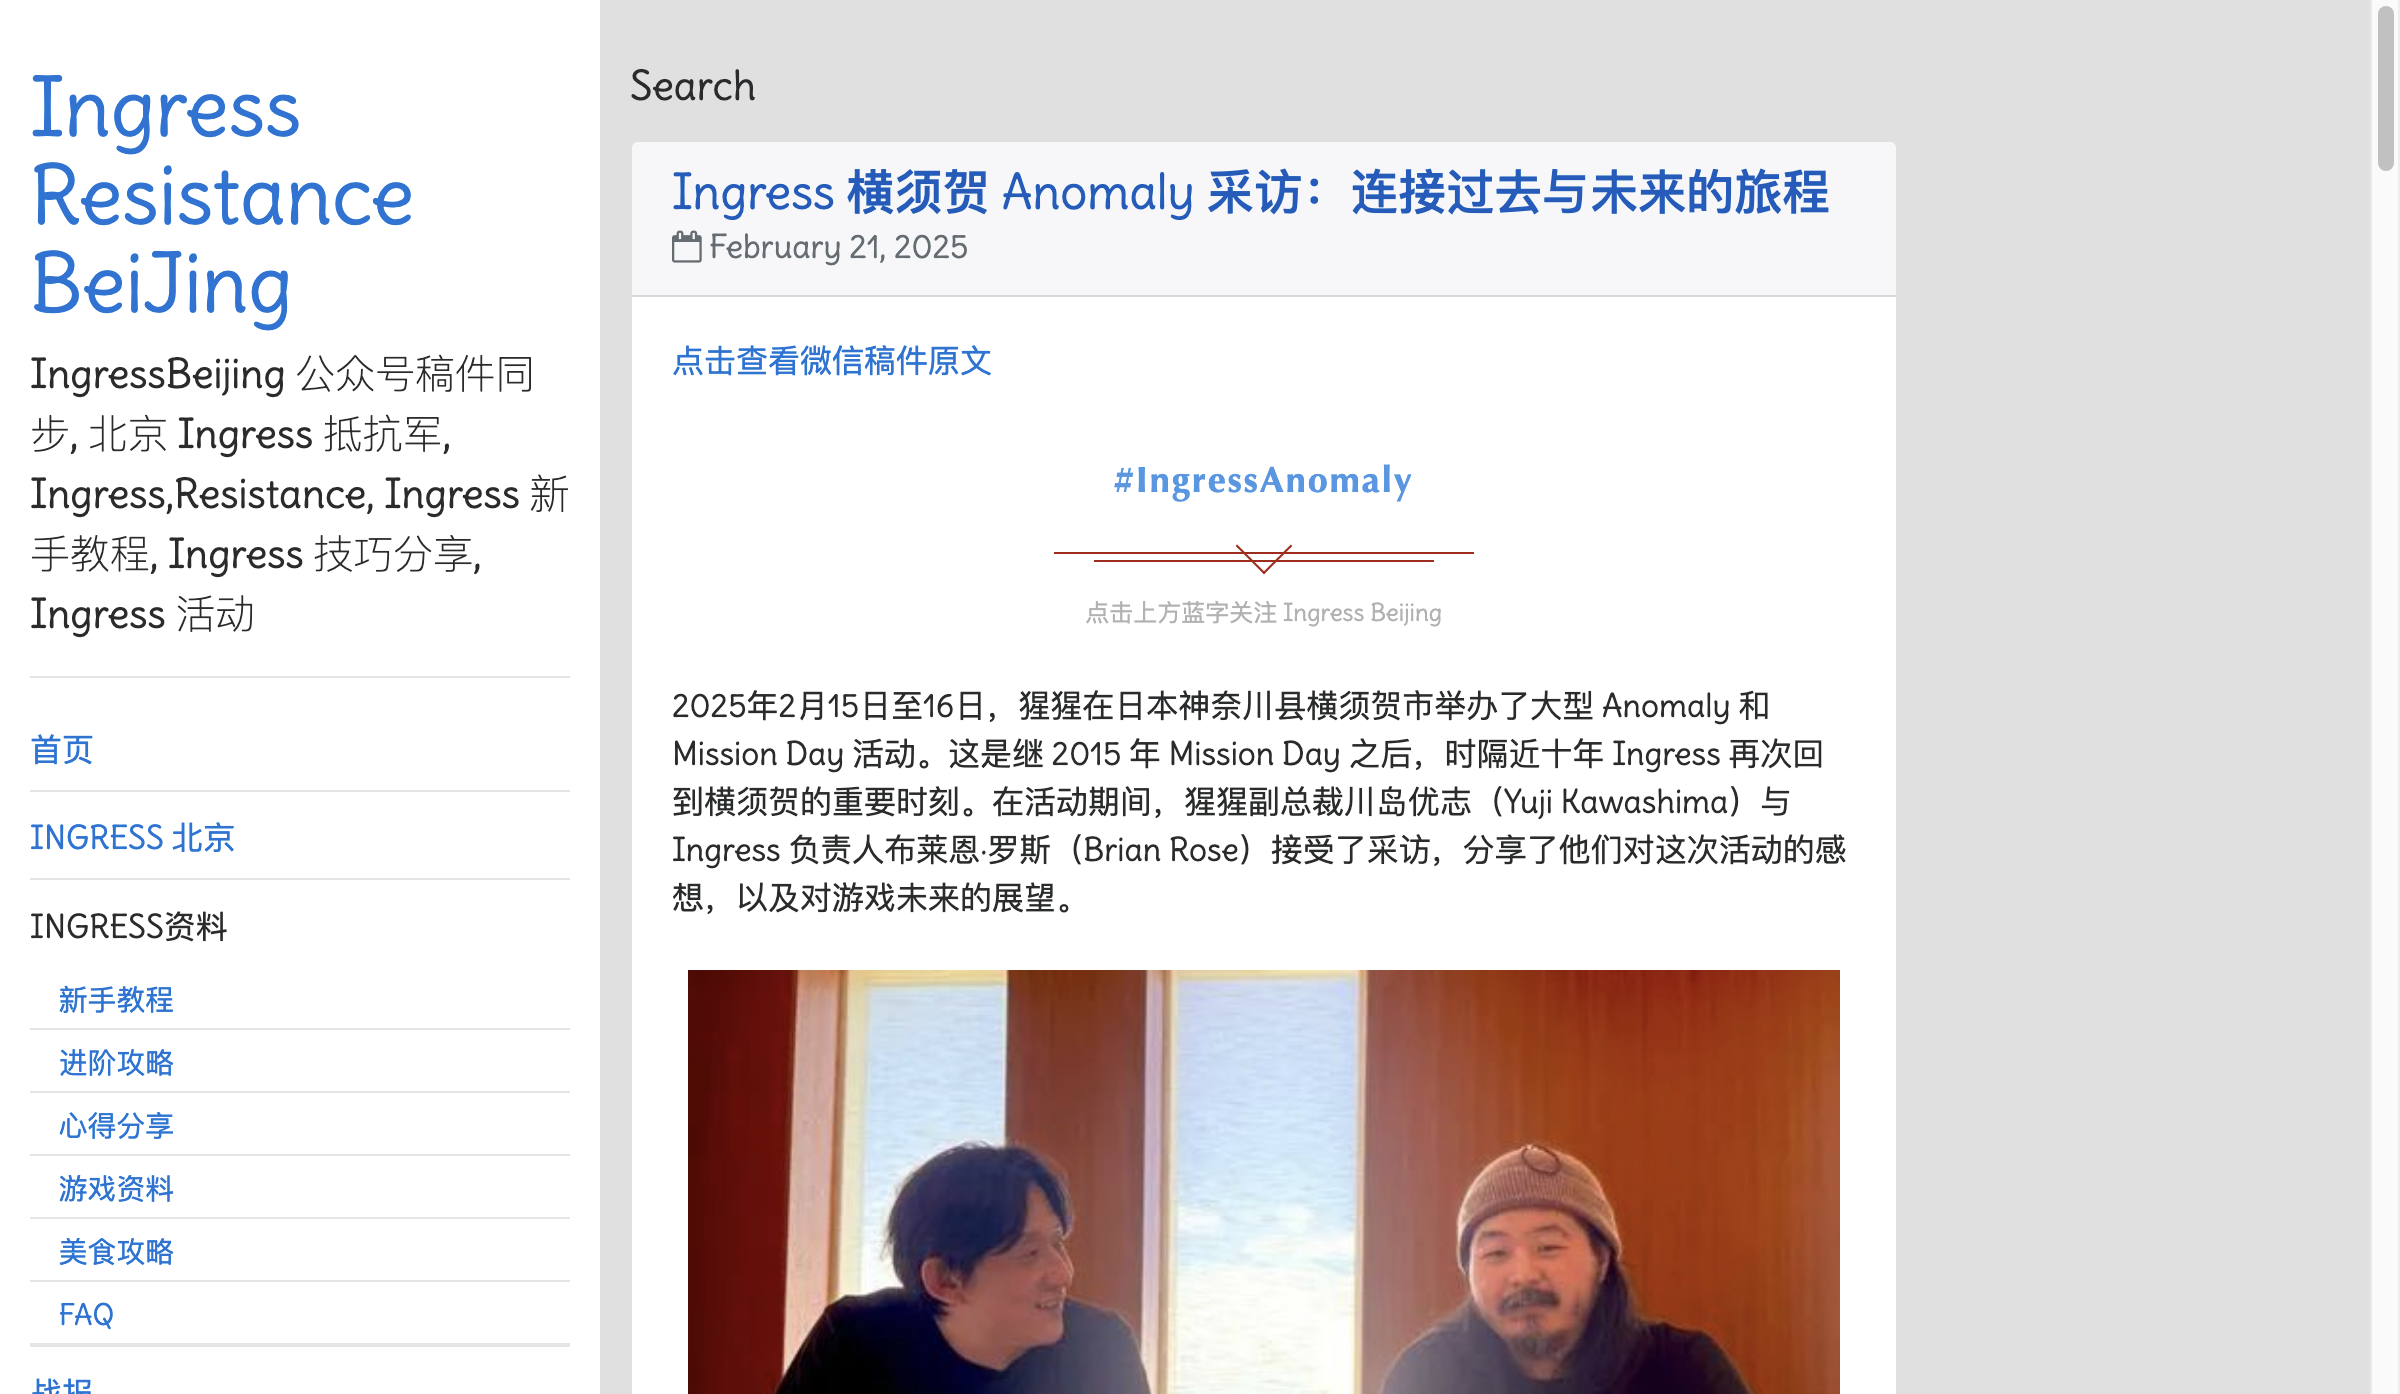 Ingress
Resistance
BeiJing
IngressBeijing 公众号稿件同
步, 北京 Ingress 抵抗军,
Ingress,Resistance, Ingress 新
手教程, Ingress 技巧分享,
Ingress 活动
首页
INGRESS 北京
INGRESS资料
新手教程
进阶攻略
心得分享
游戏资料
美食攻略
FAQ
战报
Search
Ingress 横须贺 Anomaly 采访：连接过去与未来的旅程
February 21, 2025
点击查看微信稿件原文
#IngressAnomaly
点击上方蓝字关注 Ingress Beijing
2025年2月15日至16日，猩猩在日本神奈川县横须贺市举办了大型 Anomaly 和
Mission Day 活动。这是继 2015 年 Mission Day 之后，时隔近十年 Ingress 再次回
到横须贺的重要时刻。在活动期间，猩猩副总裁川岛优志（Yuji Kawashima）与
Ingress 负责人布莱恩·罗斯（Brian Rose）接受了采访，分享了他们对这次活动的感
想，以及对游戏未来的展望。